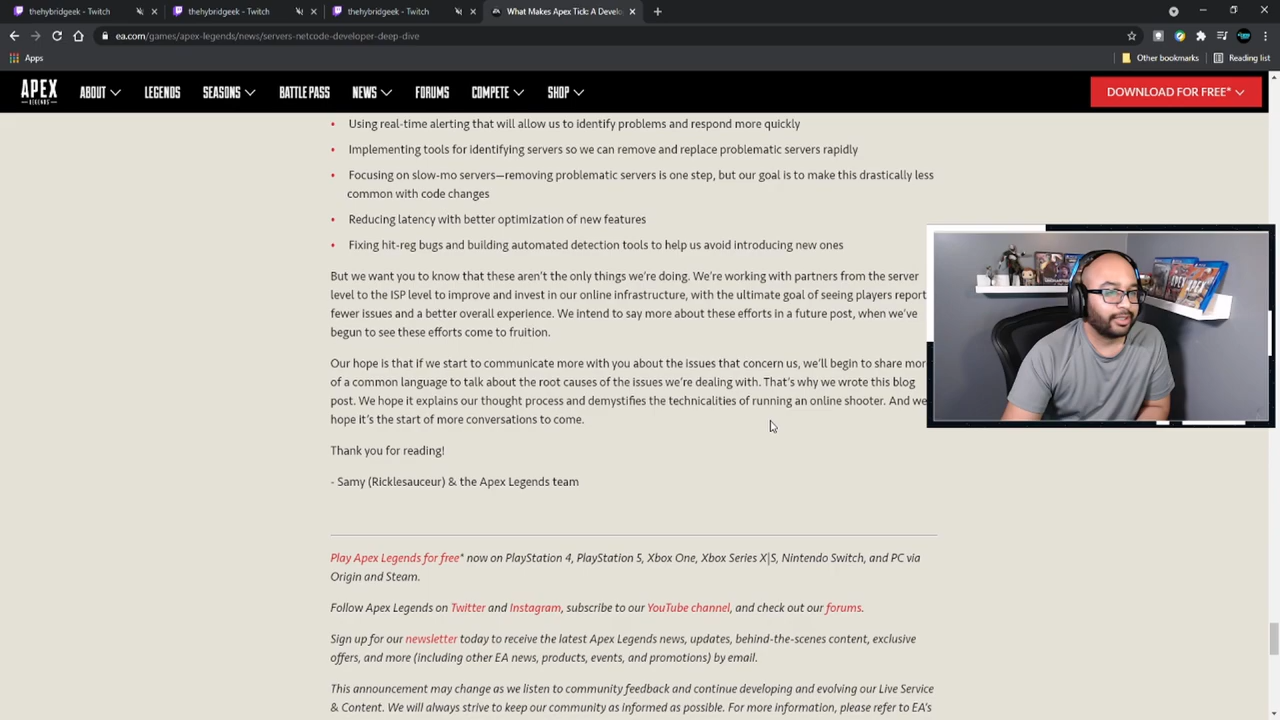 thehybridgeek - Twitch
thehybridgeek - Twitch
thehybridgeek - Twitch
What Makes Apex Tick: A Develo
ea.com/games/apex-legends/news/servers-netcode-developer-deep-dive
Apps
Other bookmarks
Reading list
APEX
LEGENDS
ABOUT
LEGENDS
SEASONS
BATTLE PASS
NEWS
FORUMS
COMPETE
SHOP
DOWNLOAD FOR FREE*
• Using real-time alerting that will allow us to identify problems and respond more quickly
• Implementing tools for identifying servers so we can remove and replace problematic servers rapidly
• Focusing on slow-mo servers—removing problematic servers is one step, but our goal is to make this drastically less
common with code changes
• Reducing latency with better optimization of new features
• Fixing hit-reg bugs and building automated detection tools to help us avoid introducing new ones
But we want you to know that these aren't the only things we're doing. We're working with partners from the server
level to the ISP level to improve and invest in our online infrastructure, with the ultimate goal of seeing players report
fewer issues and a better overall experience. We intend to say more about these efforts in a future post, when we've
begun to see these efforts come to fruition.
Our hope is that if we start to communicate more with you about the issues that concern us, we'll begin to share mor
of a common language to talk about the root causes of the issues we're dealing with. That's why we wrote this blog
post. We hope it explains our thought process and demystifies the technicalities of running an online shooter. And we
hope it's the start of more conversations to come.
Thank you for reading!
- Samy (Ricklesauceur) & the Apex Legends team
Play Apex Legends for free* now on PlayStation 4, PlayStation 5, Xbox One, Xbox Series X|S, Nintendo Switch, and PC via
Origin and Steam.
Follow Apex Legends on Twitter and Instagram, subscribe to our YouTube channel, and check out our forums.
Sign up for our newsletter today to receive the latest Apex Legends news, updates, behind-the-scenes content, exclusive
offers, and more (including other EA news, products, events, and promotions) by email.
This announcement may change as we listen to community feedback and continue developing and evolving our Live Service
& Content. We will always strive to keep our community as informed as possible. For more information, please refer to EA's